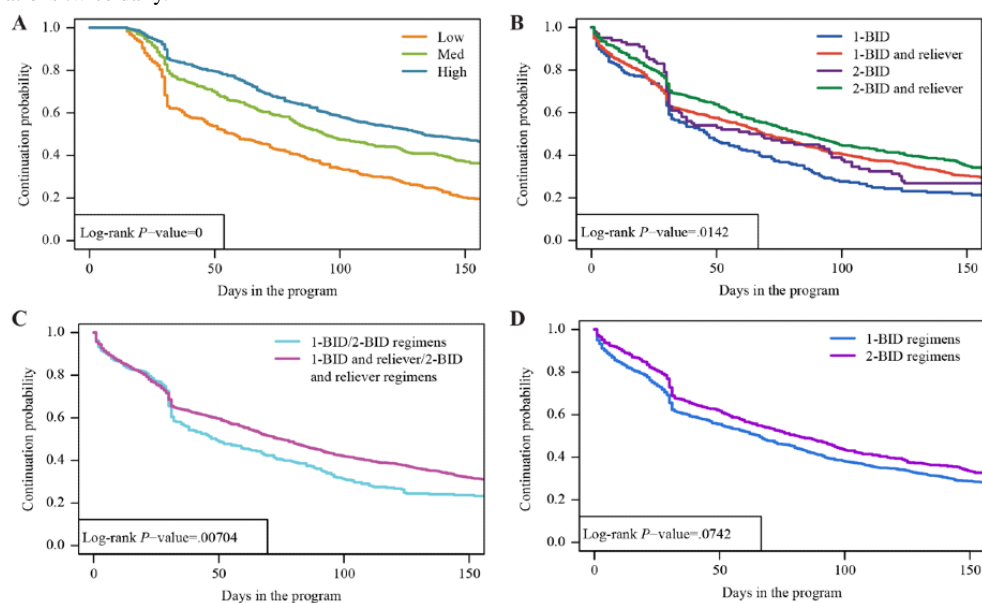 A
Low
Med
High
1.0
0.8
0.6
0.4
0.2
0.0
Continuation probability
Log-rank P−value=0
0
50
100
150
Days in the program
B
1-BID
1-BID and reliever
2-BID
2-BID and reliever
1.0
0.8
0.6
0.4
0.2
0.0
Continuation probability
Log-rank P−value=.0142
0
50
100
150
Days in the program
C
1-BID/2-BID regimens
1-BID and reliever/2-BID
and reliever regimens
1.0
0.8
0.6
0.4
0.2
0.0
Continuation probability
Log-rank P−value=.00704
0
50
100
150
Days in the program
D
1-BID regimens
2-BID regimens
1.0
0.8
0.6
0.4
0.2
0.0
Continuation probability
Log-rank P−value=.0742
0
50
100
150
Days in the program